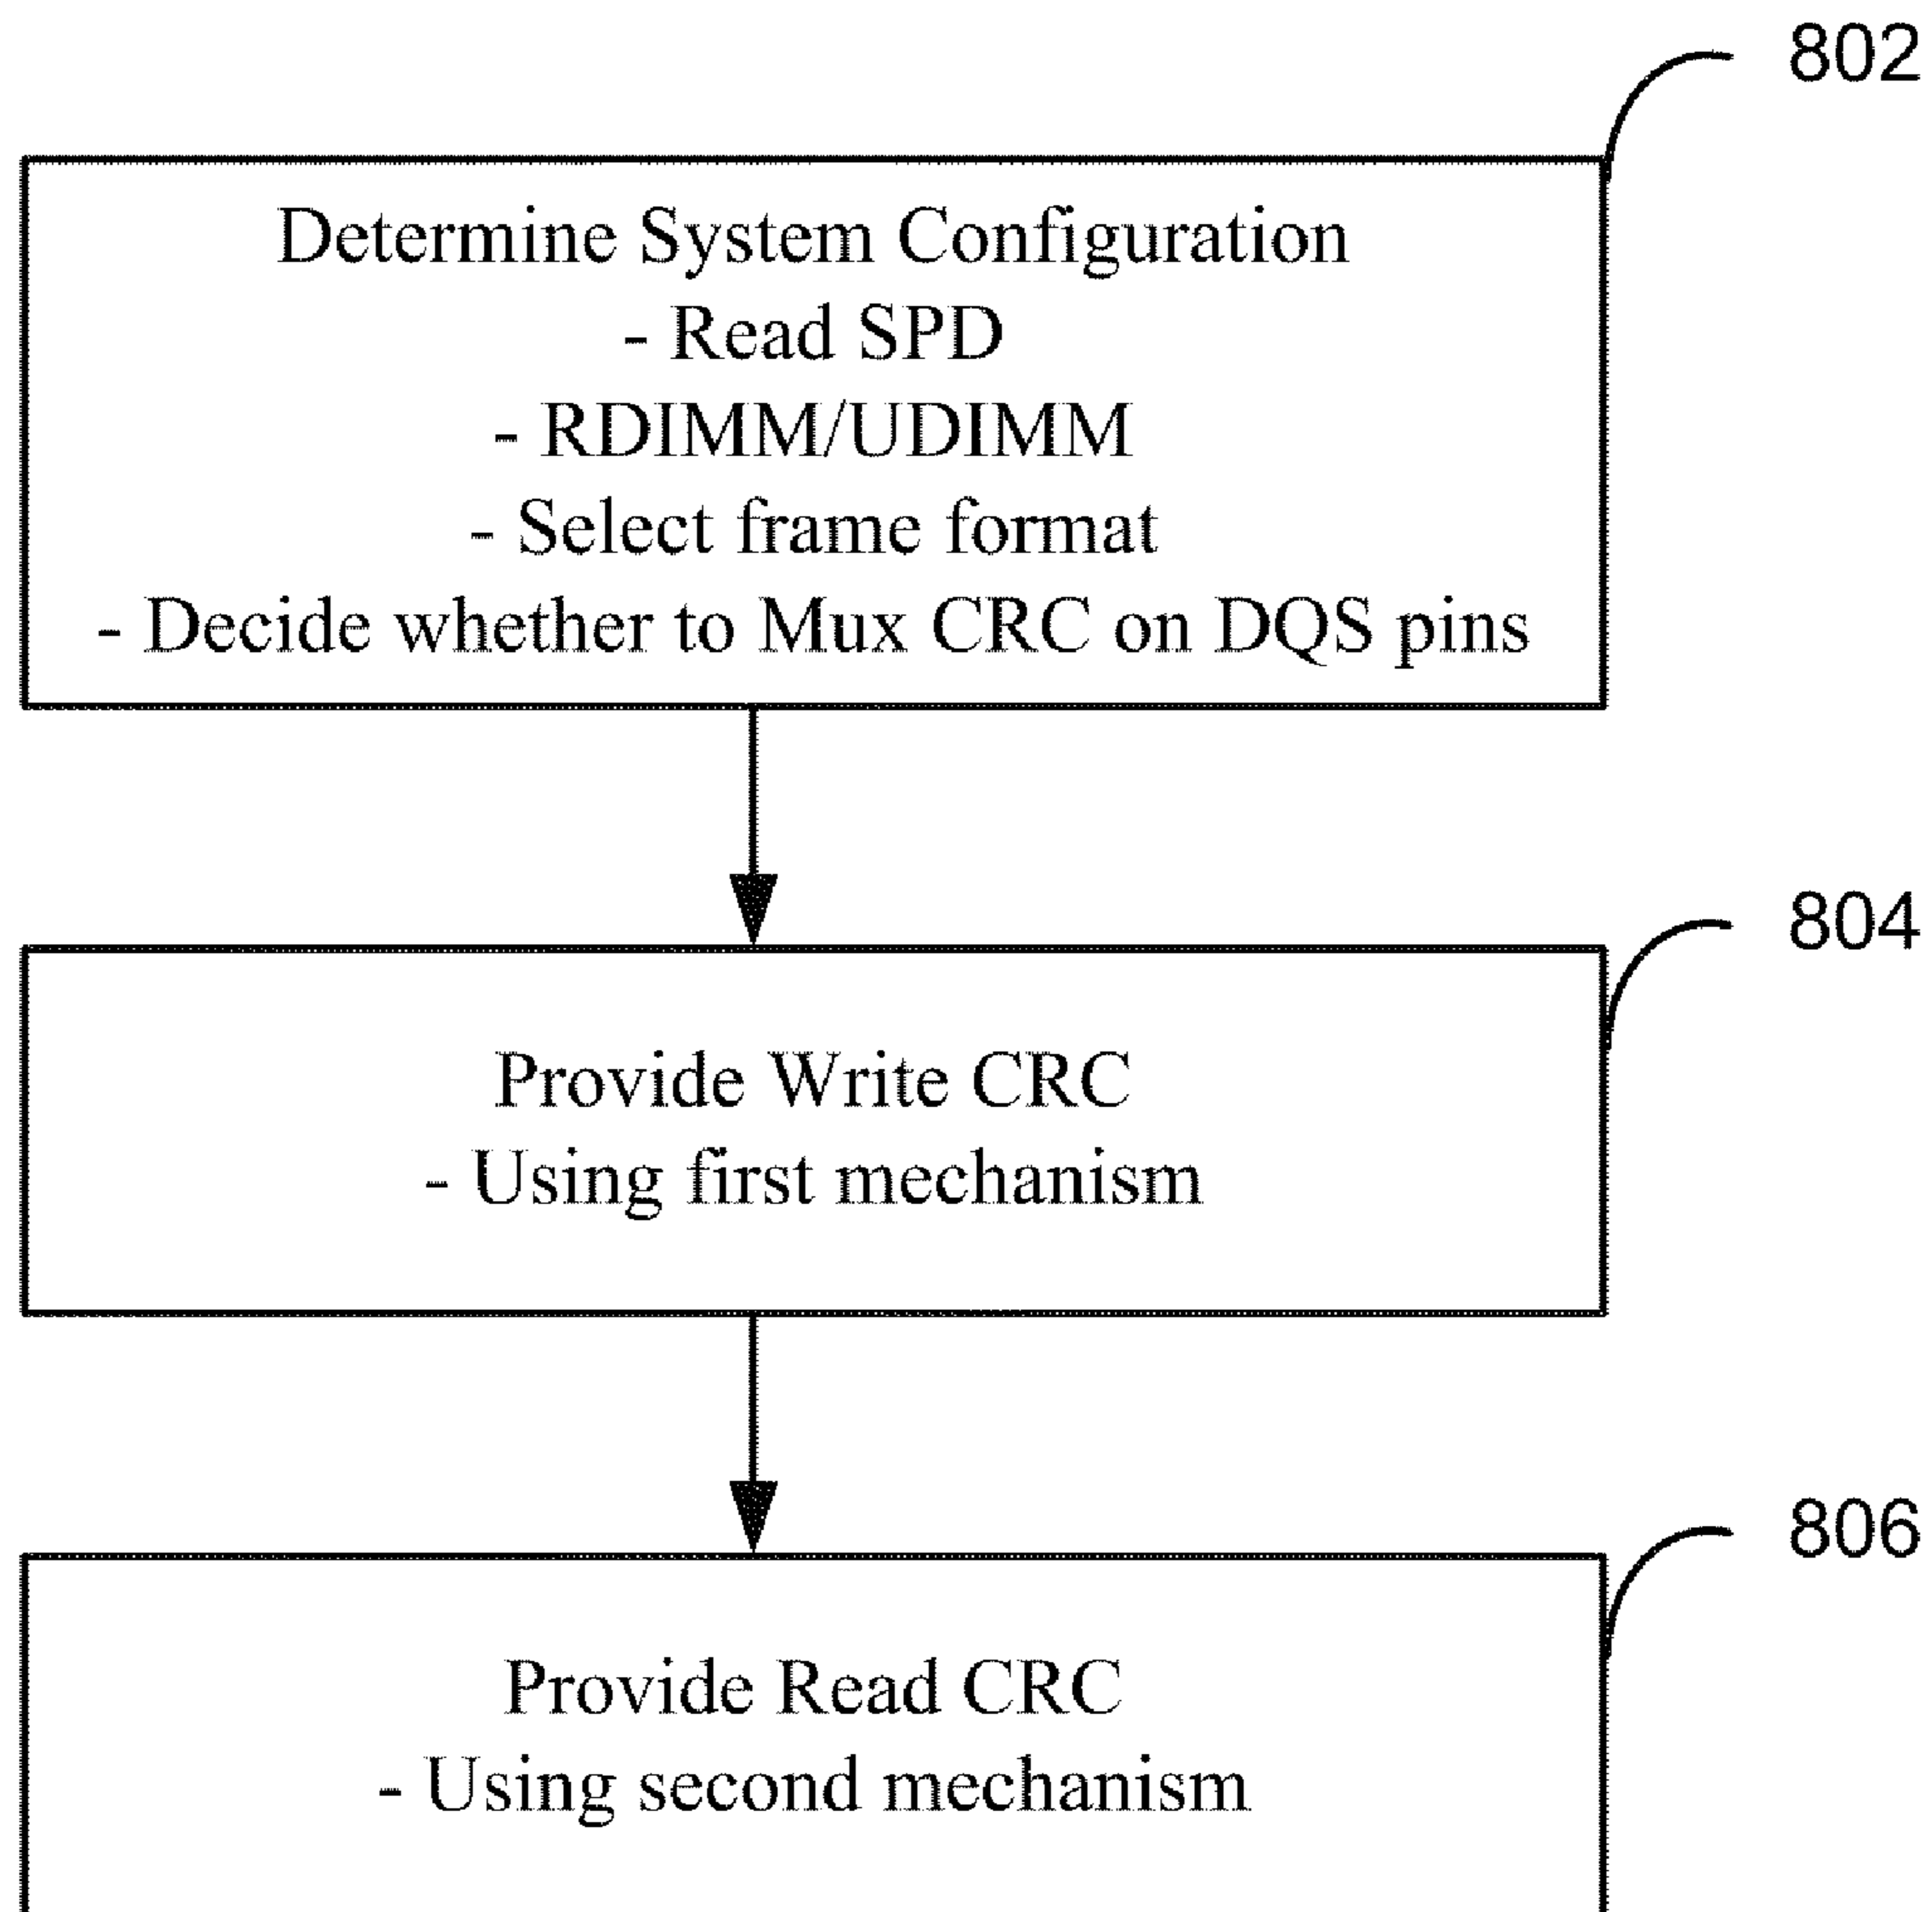 802
Determine System Configuration
- Read SPD
- RDIMM/UDIMM
- Select frame format
- Decide whether to Mux CRC on DQS pins
804
Provide Write CRC
- Using first mechanism
806
Provide Read CRC
- Using second mechanism